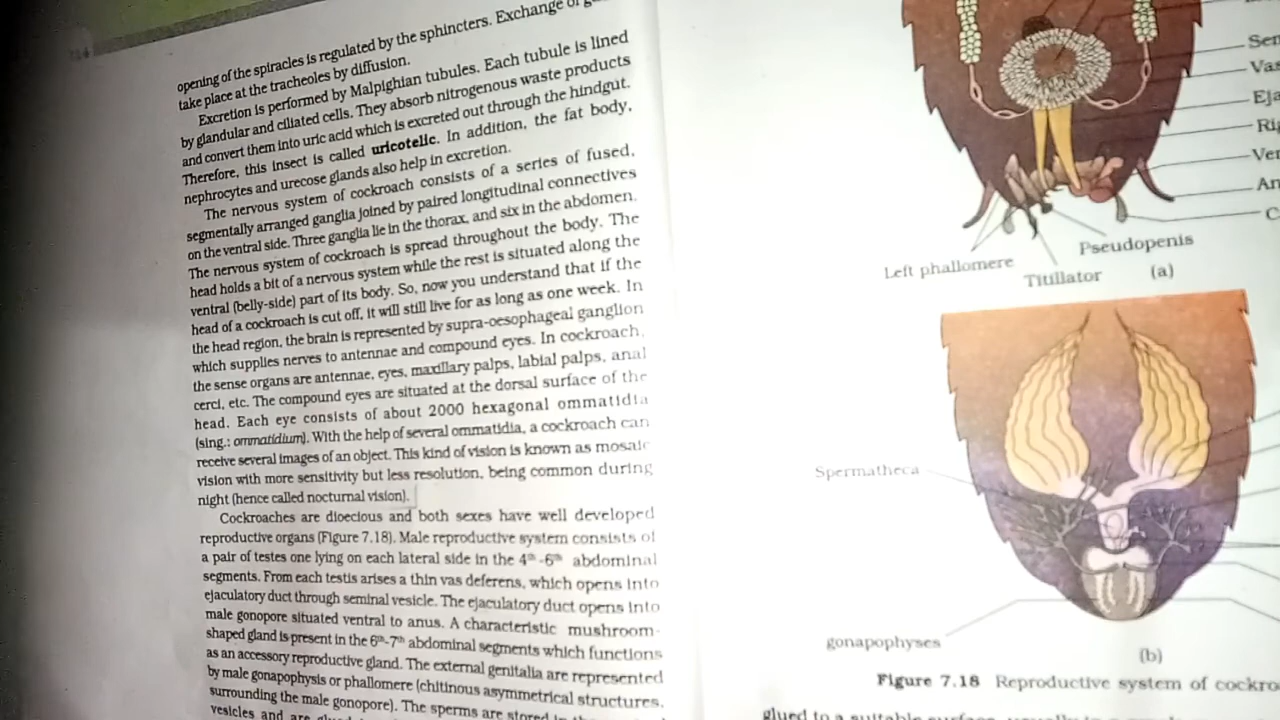 opening of the spiracles is regulated by the sphincters. Exchange of
take place at the tracheoles by diffusion.
Excretion is performed by Malpighian tubules. Each tubule is lined
by glandular and ciliated cells. They absorb nitrogenous waste products
and convert them into uric acid which is excreted out through the hindgut.
Therefore, this insect is called uricotelic. In addition, the fat body,
nephrocytes and urecose glands also help in excretion.
The nervous system of cockroach consists of a series of fused,
segmentally arranged ganglia joined by paired longitudinal connectives
on the ventral side. Three ganglia lie in the thorax, and six in the abdomen.
The nervous system of cockroach is spread throughout the body. The
head holds a bit of a nervous system while the rest is situated along the
ventral (belly-side) part of its body. So, now you understand that if the
head of a cockroach is cut off, it will still live for as long as one week. In
the head region, the brain is represented by supra-oesophageal ganglion
which supplies nerves to antennae and compound eyes. In cockroach,
the sense organs are antennae, eyes, maxillary palps, labial palps, anal
cerci, etc. The compound eyes are situated at the dorsal surface of the
head. Each eye consists of about 2000 hexagonal ommatidia
(sing.: ommatidium). With the help of several ommatidia, a cockroach can
receive several images of an object. This kind of vision is known as mosaic
vision with more sensitivity but less resolution, being common during
night (hence called nocturnal vision).
Cockroaches are dioecious and both sexes have well developed
reproductive organs (Figure 7.18). Male reproductive system consists of
a pair of testes one lying on each lateral side in the 4th -6th abdominal
segments. From each testis arises a thin vas deferens, which opens into
ejaculatory duct through seminal vesicle. The ejaculatory duct opens into
male gonopore situated ventral to anus. A characteristic mushroom-
shaped gland is present in the 6th-7th abdominal segments which functions
as an accessory reproductive gland. The external genitalia are represented
by male gonapophysis or phallomere (chitinous asymmetrical structures,
surrounding the male gonopore). The sperms are stored in
vesicles and are
Sem
Vas
Eja
Rig
Ven
An
C
Pseudopenis
Left phallomere
Titillator
(a)
Spermatheca
gonapophyses
(b)
Figure 7.18 Reproductive system of cockro
glued to a suitable surface, usually in